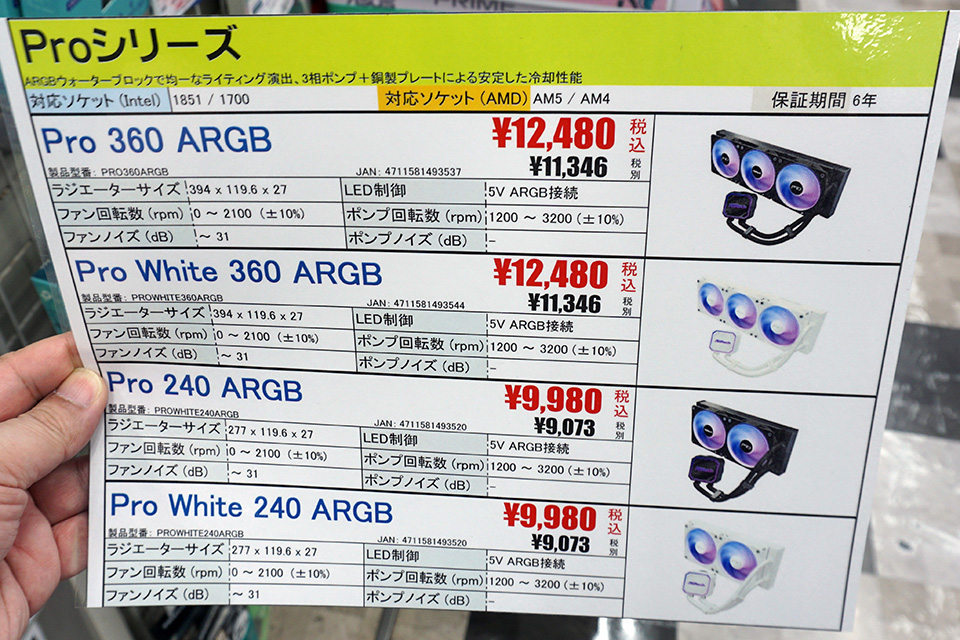 Proシリーズ
ARGBウォーターブロックで均一なライティング演出、3相ポンプ＋銅製プレートによる安定した冷却性能
対応ソケット（Intel） 1851 / 1700 対応ソケット（AMD） AM5 / AM4 保証期間 6年
Pro 360 ARGB ¥12,480 税込
¥11,346 税別
製品型番： PRO360ARGB JAN： 4711581493537
ラジエーターサイズ 394 x 119.6 x 27 LED制御 5V ARGB接続
ファン回転数（rpm） 0 ～ 2100 （±10%） ポンプ回転数（rpm） 1200 ～ 3200（±10%）
ファンノイズ（dB） ～ 31 ポンプノイズ（dB） -
Pro White 360 ARGB ¥12,480 税込
¥11,346 税別
製品型番： PROWHITE360ARGB JAN： 4711581493544
ラジエーターサイズ 394 x 119.6 x 27 LED制御 5V ARGB接続
ファン回転数（rpm） 0 ～ 2100 （±10%） ポンプ回転数（rpm） 1200 ～ 3200（±10%）
ファンノイズ（dB） ～ 31 ポンプノイズ（dB） -
Pro 240 ARGB ¥9,980 税込
¥9,073 税別
製品型番： PROWHITE240ARGB JAN： 4711581493520
ラジエーターサイズ 277 x 119.6 x 27 LED制御 5V ARGB接続
ファン回転数（rpm） 0 ～ 2100 （±10%） ポンプ回転数（rpm） 1200 ～ 3200（±10%）
ファンノイズ（dB） ～ 31 ポンプノイズ（dB） -
Pro White 240 ARGB ¥9,980 税込
¥9,073 税別
製品型番： PROWHITE240ARGB JAN： 4711581493520
ラジエーターサイズ 277 x 119.6 x 27 LED制御 5V ARGB接続
ファン回転数（rpm） 0 ～ 2100 （±10%） ポンプ回転数（rpm） 1200 ～ 3200（±10%）
ファンノイズ（dB） ～ 31 ポンプノイズ（dB） -